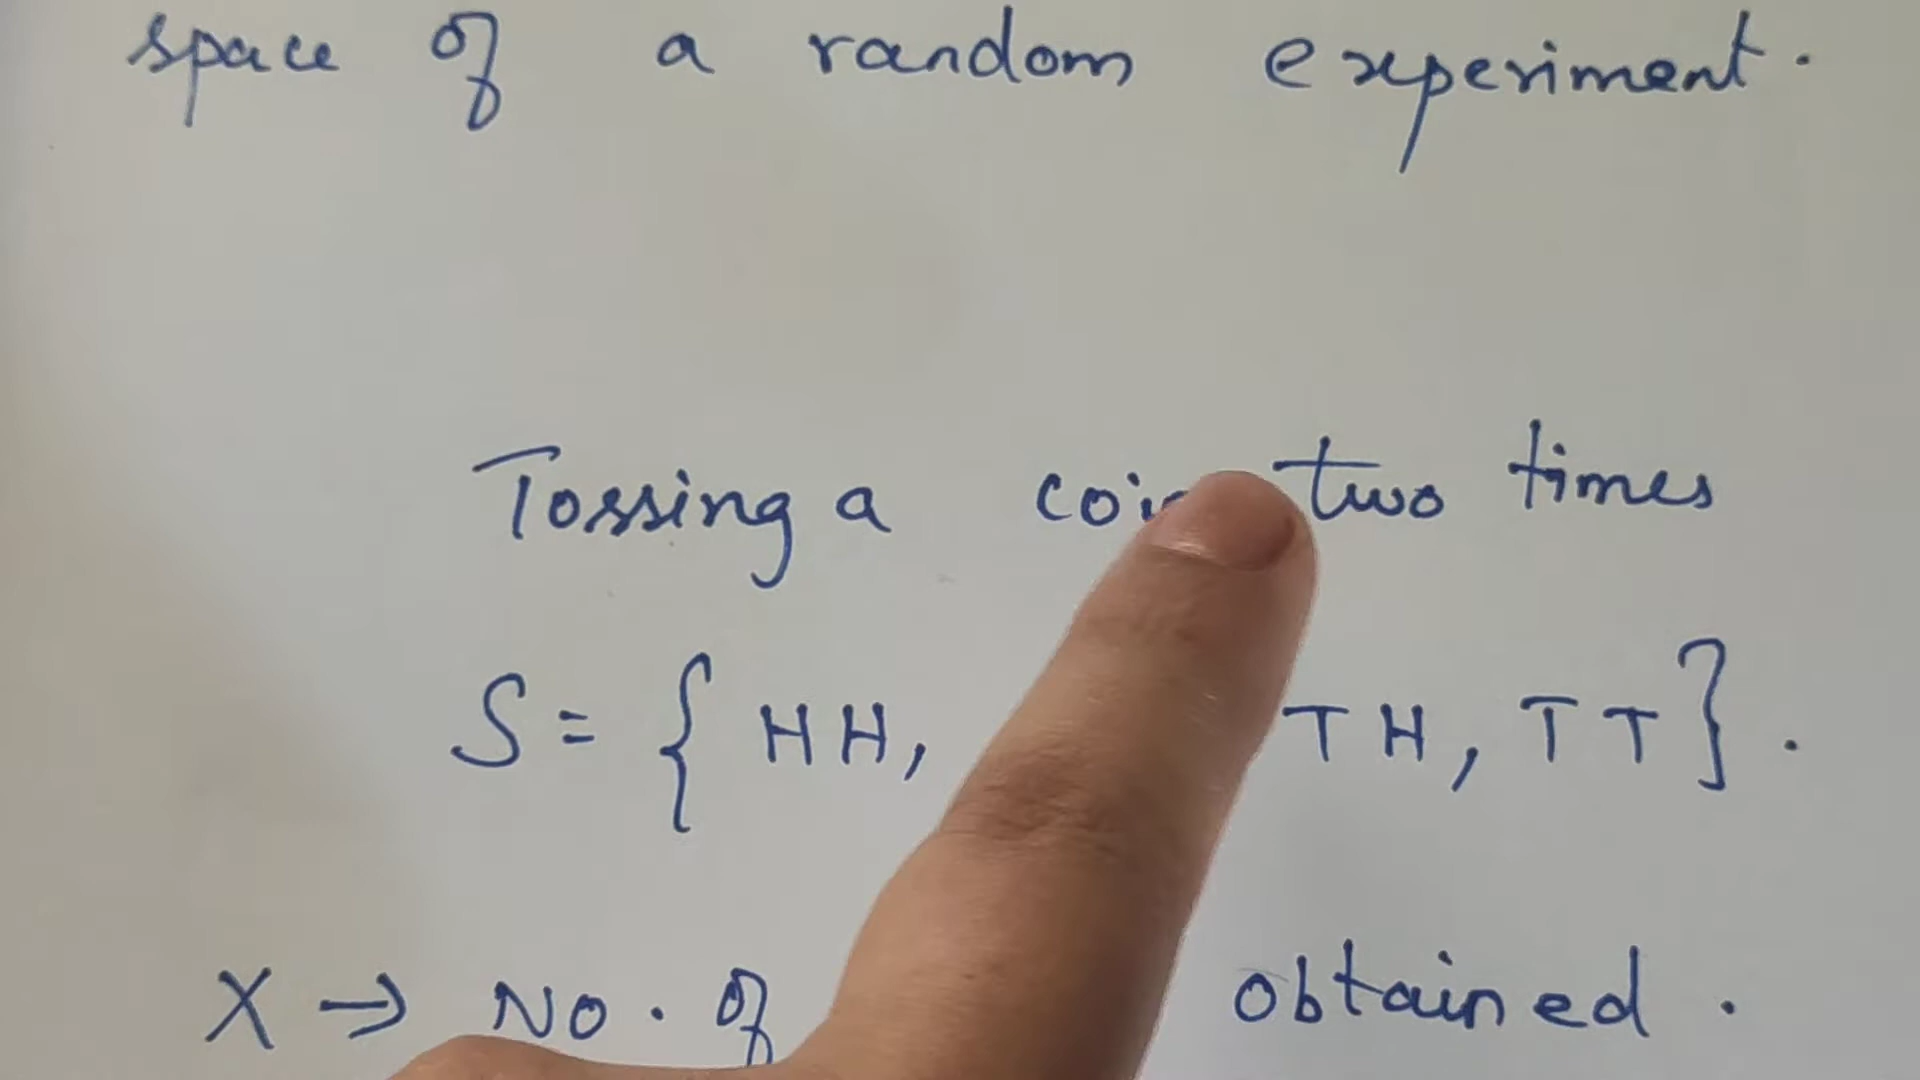 space of a random experiment.
Tossing a two times
S = { HH, TH, TT } .
X → No. of obtained .